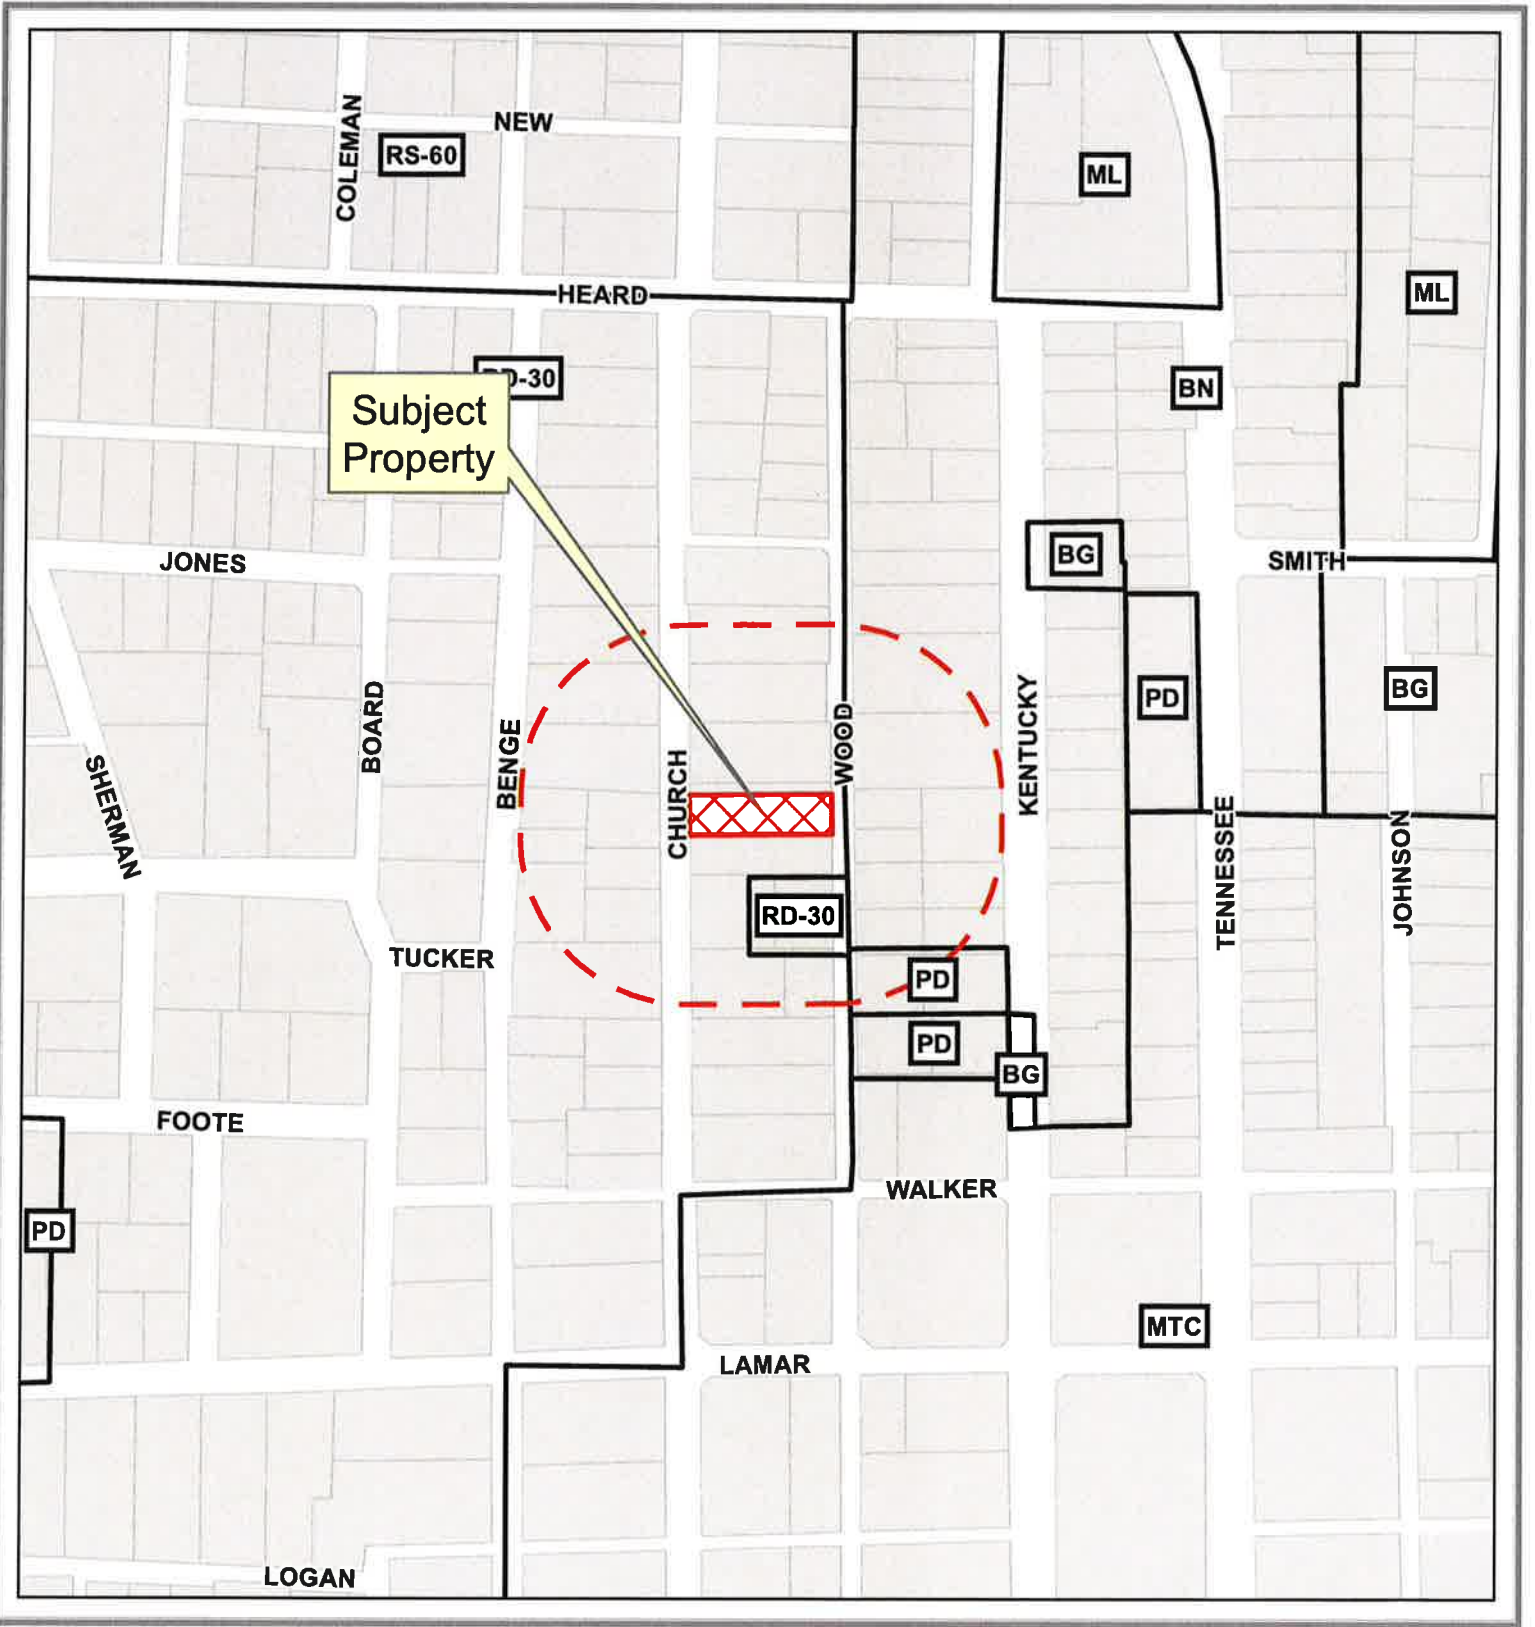 NEW
COLEMAN
RS-60
ML
HEARD
ML
D-30
BN
Subject
Property
JONES
BG
SMITH
BOARD
BENGE
CHURCH
WOOD
KENTUCKY
PD
BG
SHERMAN
TENNESSEE
JOHNSON
RD-30
TUCKER
PD
PD
BG
FOOTE
WALKER
PD
MTC
LAMAR
LOGAN